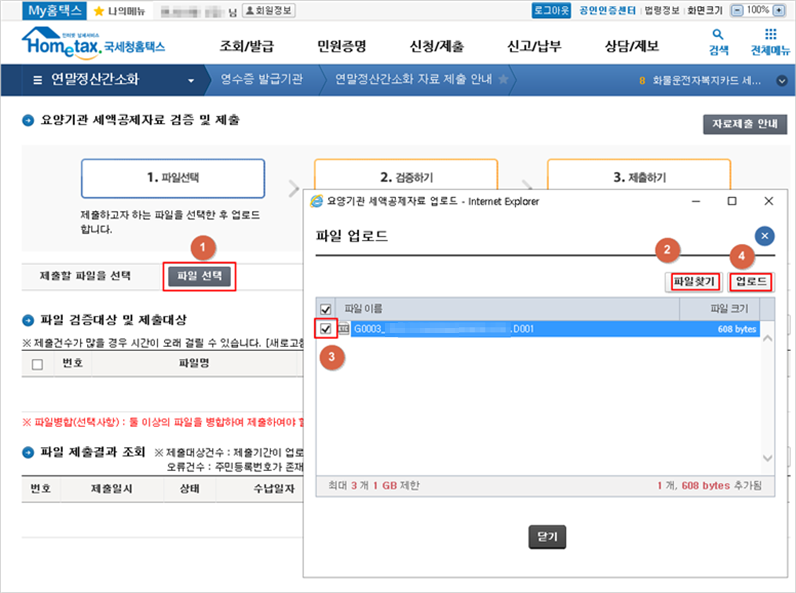 My홈택스 나의메뉴 님 회원정보 로그아웃 공인인증센터 법령정보 화면크기 100%
인터넷 납세서비스
Hometax. 국세청홈택스 조회/발급 민원증명 신청/제출 신고/납부 상담/제보 검색 전체메뉴
연말정산간소화 영수증 발급기관 연말정산간소화 자료 제출 안내 8 화물운전자복지카드 세...
요양기관 세액공제자료 검증 및 제출 자료제출 안내
1. 파일선택 2. 검증하기 3. 제출하기
제출하고자 하는 파일을 선택한 후 업로드
합니다.
1
제출할 파일을 선택 파일 선택
파일 검증대상 및 제출대상
※ 제출건수가 많을 경우 시간이 오래 걸릴 수 있습니다. [새로고침
번호 파일명
※ 파일병합(선택사항) : 둘 이상의 파일을 병합하여 제출하여야 할
파일 제출결과 조회 ※ 제출대상건수 : 제출기간이 업로
오류건수 : 주민등록번호가 존재
번호 제출일시 상태 수납일자
요양기관 세액공제자료 업로드 - Internet Explorer
파일 업로드
2 4
파일찾기 업로드
파일 이름 파일 크기
G0003_ .D001 608 bytes
3
최대 3 개 1 GB 제한 1 개, 608 bytes 추가됨
닫기